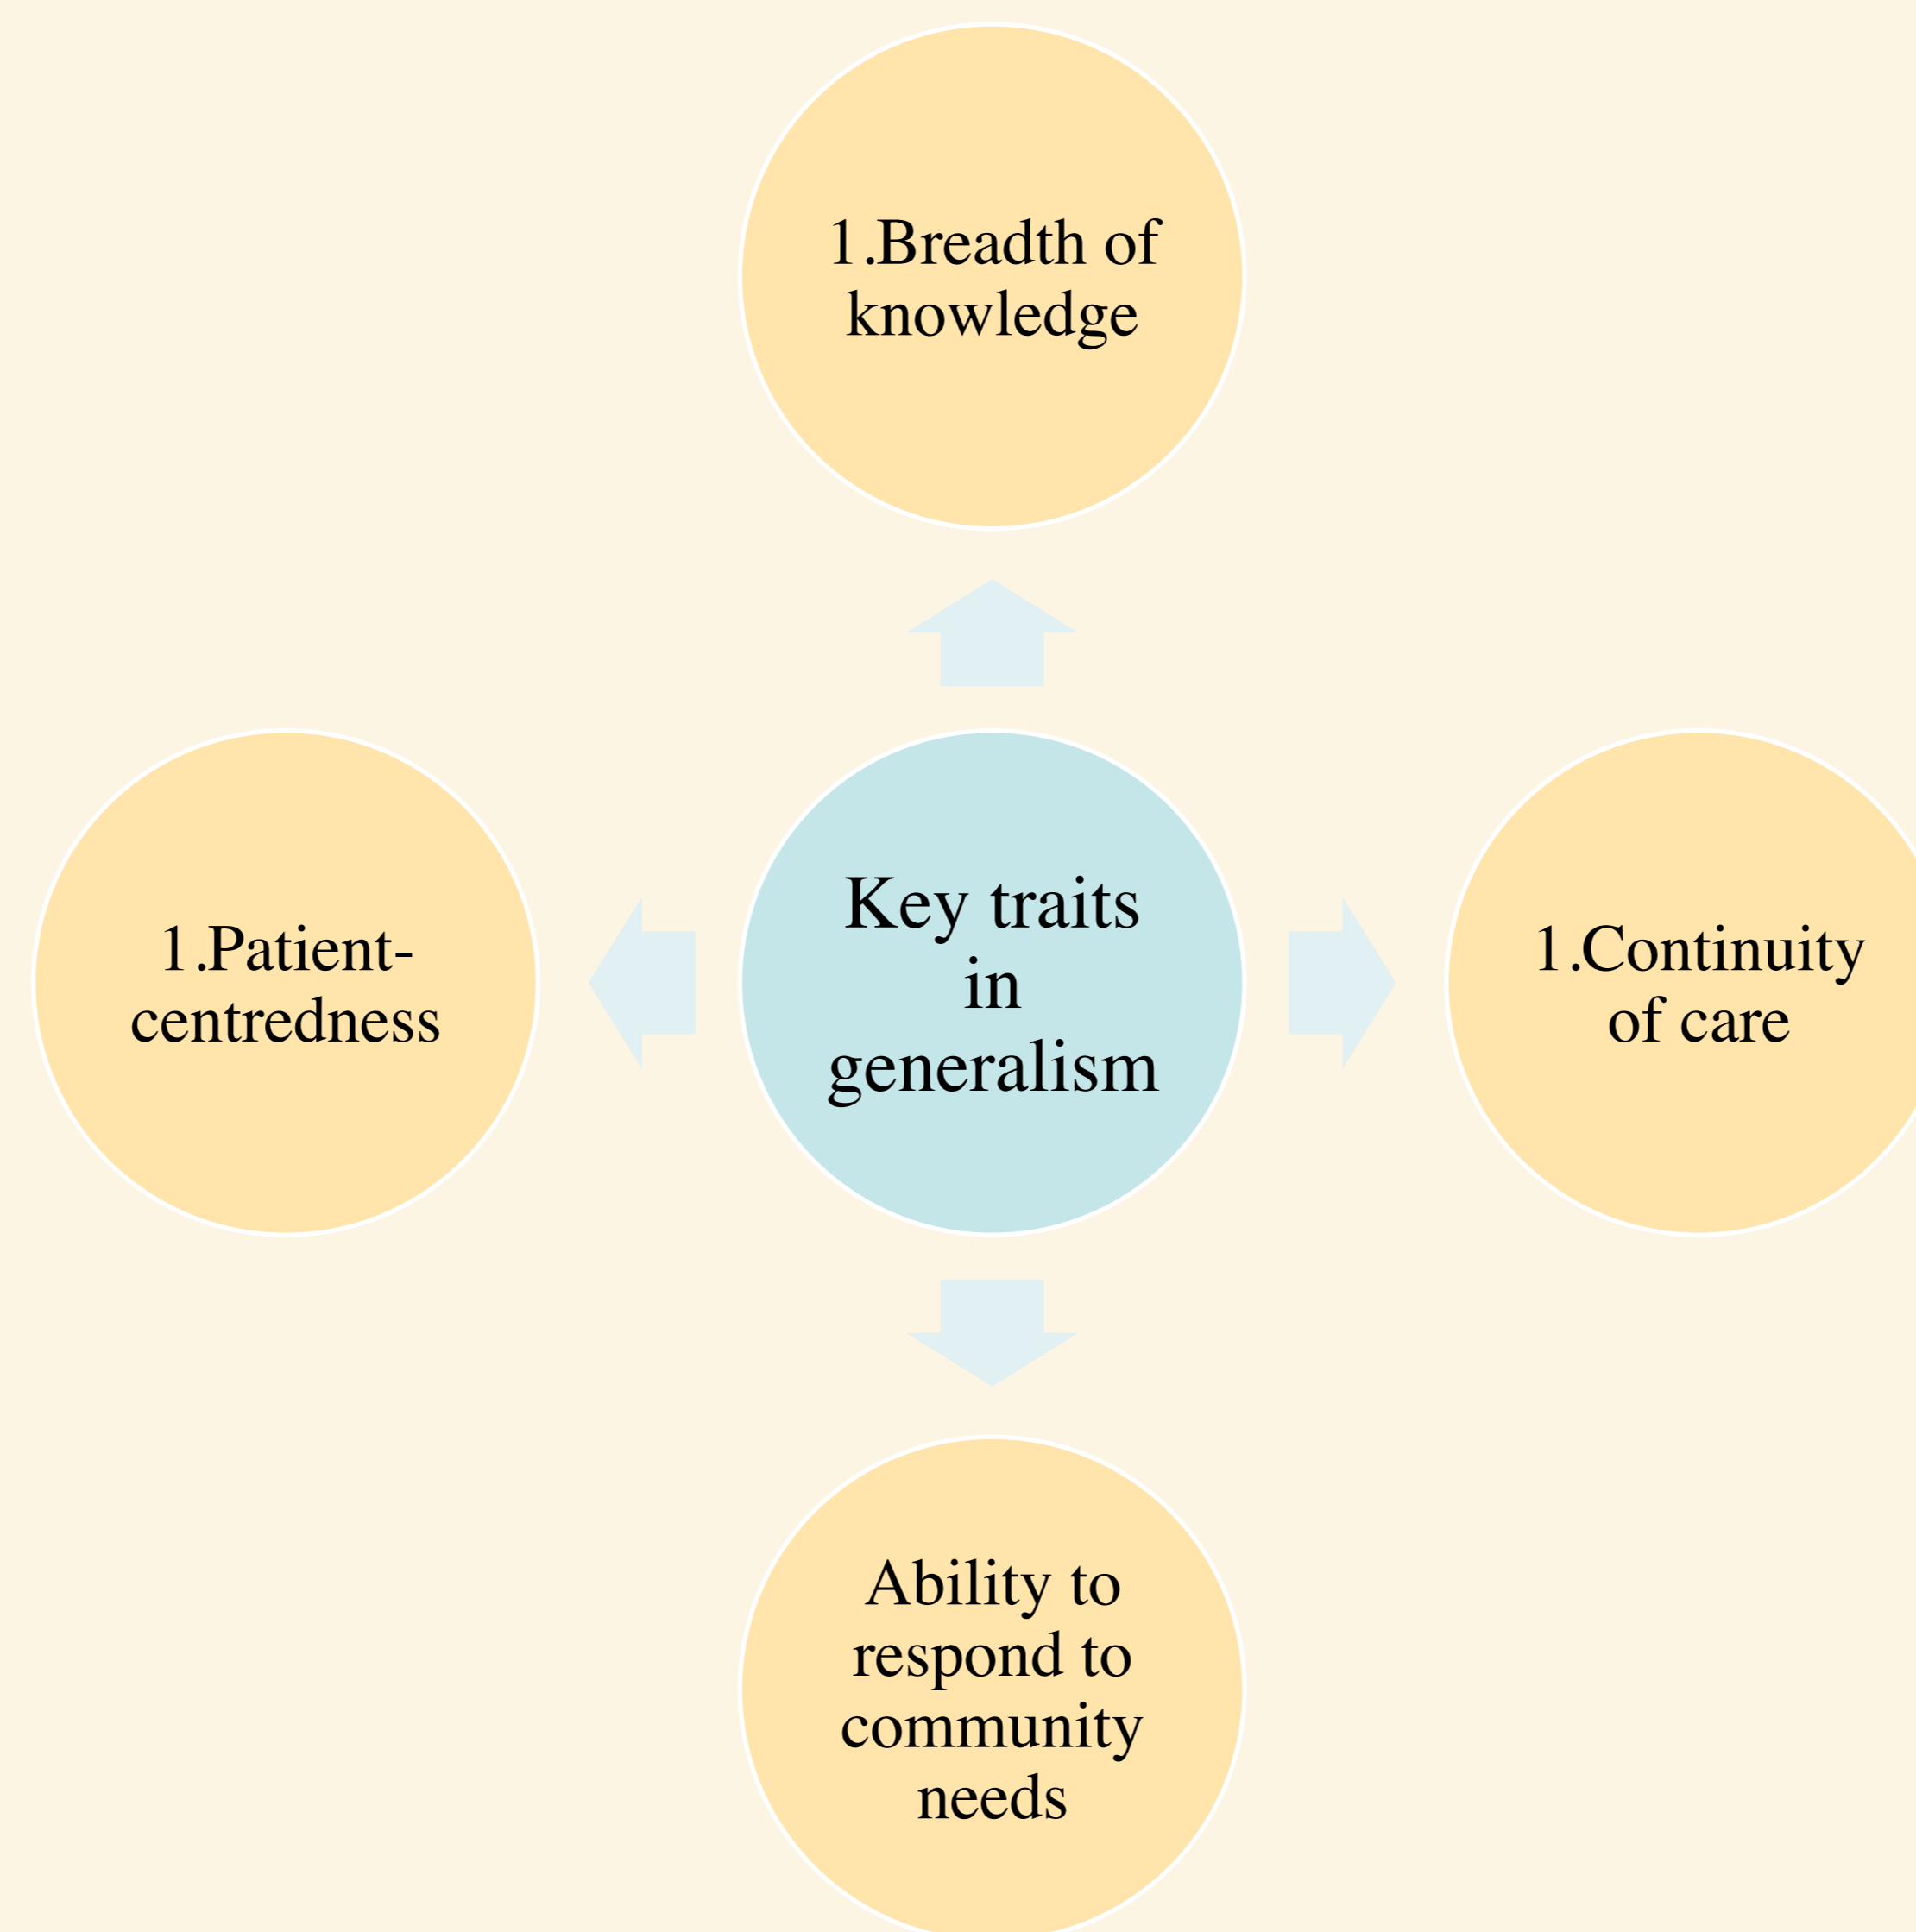 1.Breadth of
knowledge
1.Patient-
centredness
Key traits
in
generalism
1.Continuity
of care
Ability to
respond to
community
needs